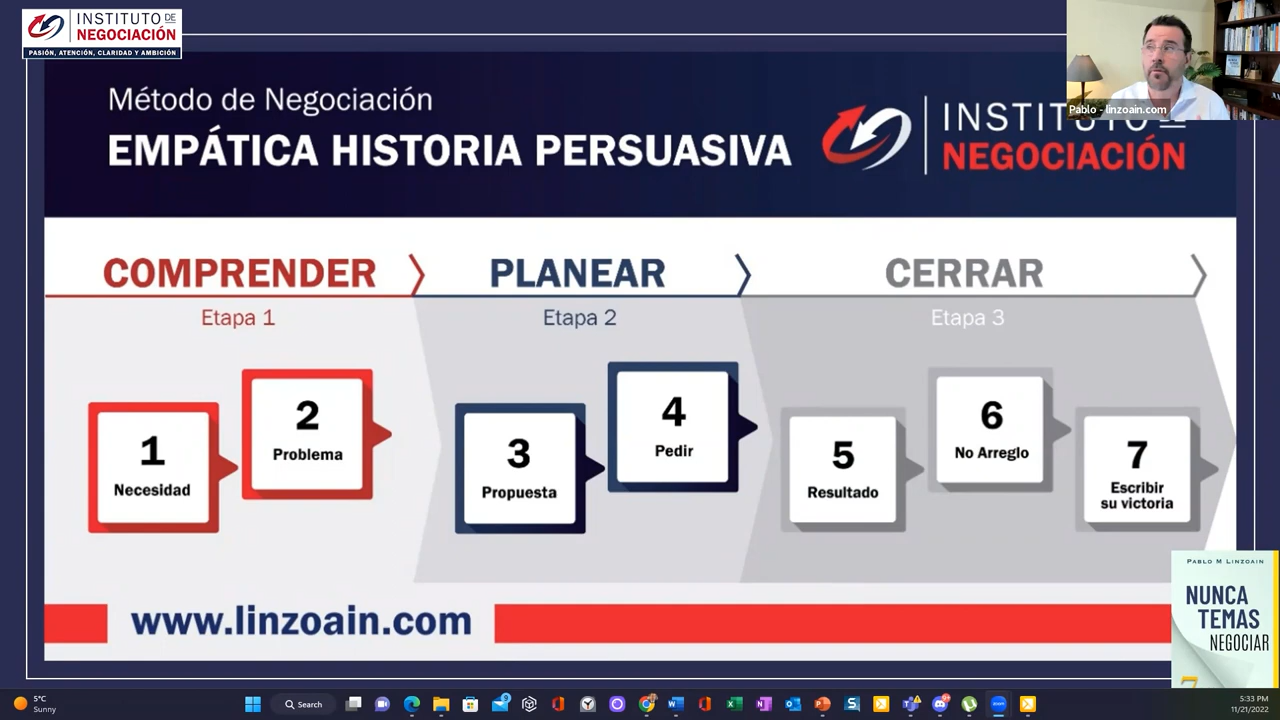 INSTITUTO DE
NEGOCIACIÓN
PASIÓN, ATENCIÓN, CLARIDAD Y AMBICIÓN
Pablo - linzoain.com
Método de Negociación
EMPÁTICA HISTORIA PERSUASIVA
INSTITUTO DE
NEGOCIACIÓN
COMPRENDER
PLANEAR
CERRAR
Etapa 1
Etapa 2
Etapa 3
1
Necesidad
2
Problema
3
Propuesta
4
Pedir
5
Resultado
6
No Arreglo
7
Escribir
su victoria
www.linzoain.com
PABLO M LINZOAIN
NUNCA
TEMAS
NEGOCIAR
7
5°C
Sunny
Search
5:33 PM
11/21/2022